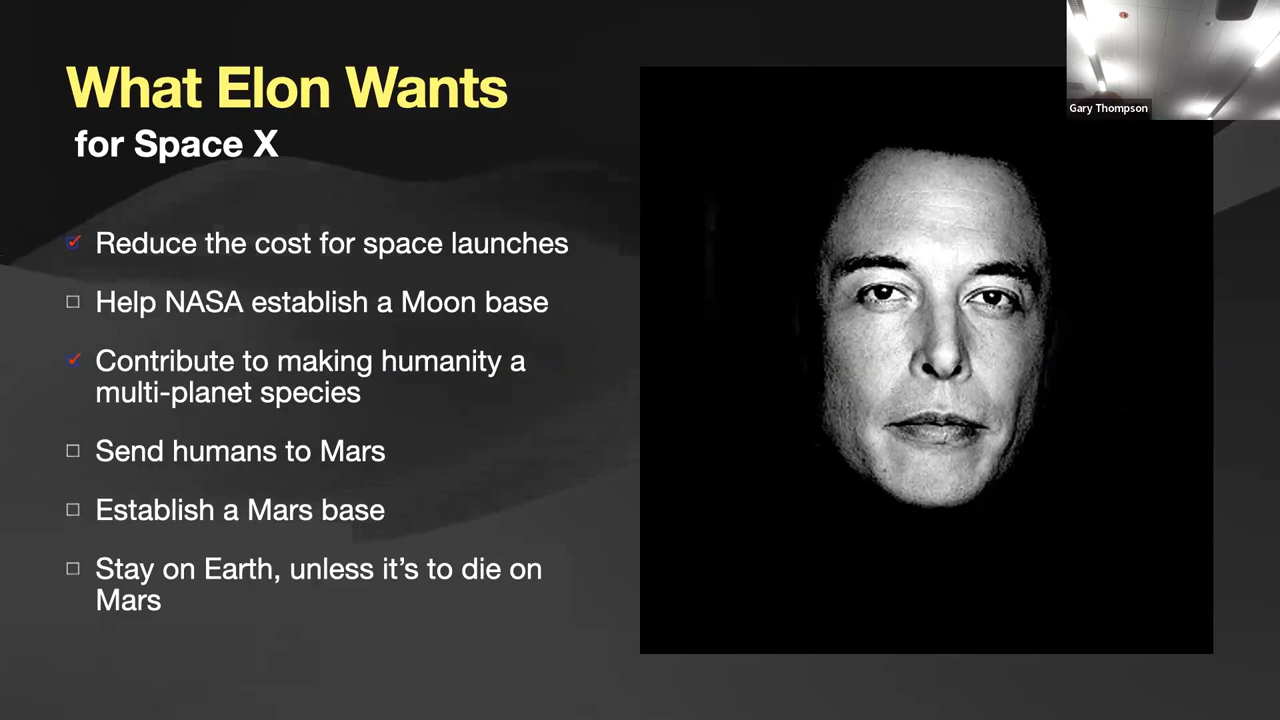 What Elon Wants
for Space X
Reduce the cost for space launches
Help NASA establish a Moon base
Contribute to making humanity a
multi-planet species
Send humans to Mars
Establish a Mars base
Stay on Earth, unless it’s to die on
Mars
Gary Thompson